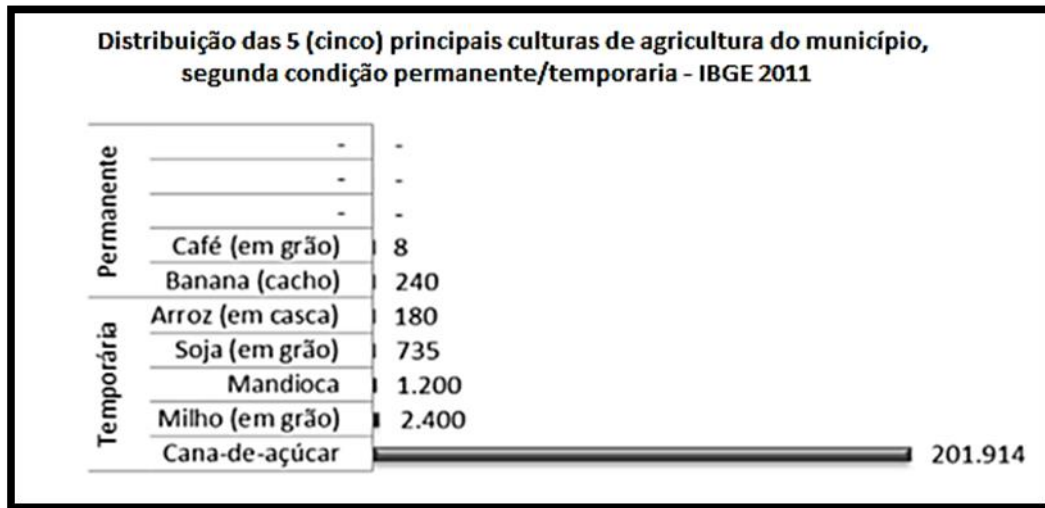 Distribuição das 5 (cinco) principais culturas de agricultura do município,
segunda condição permanente/temporaria - IBGE 2011
Permanente
- -
- -
- -
Café (em grão) 8
Banana (cacho) 240
Temporária
Arroz (em casca) 180
Soja (em grão) 735
Mandioca 1.200
Milho (em grão) 2.400
Cana-de-açúcar 201.914